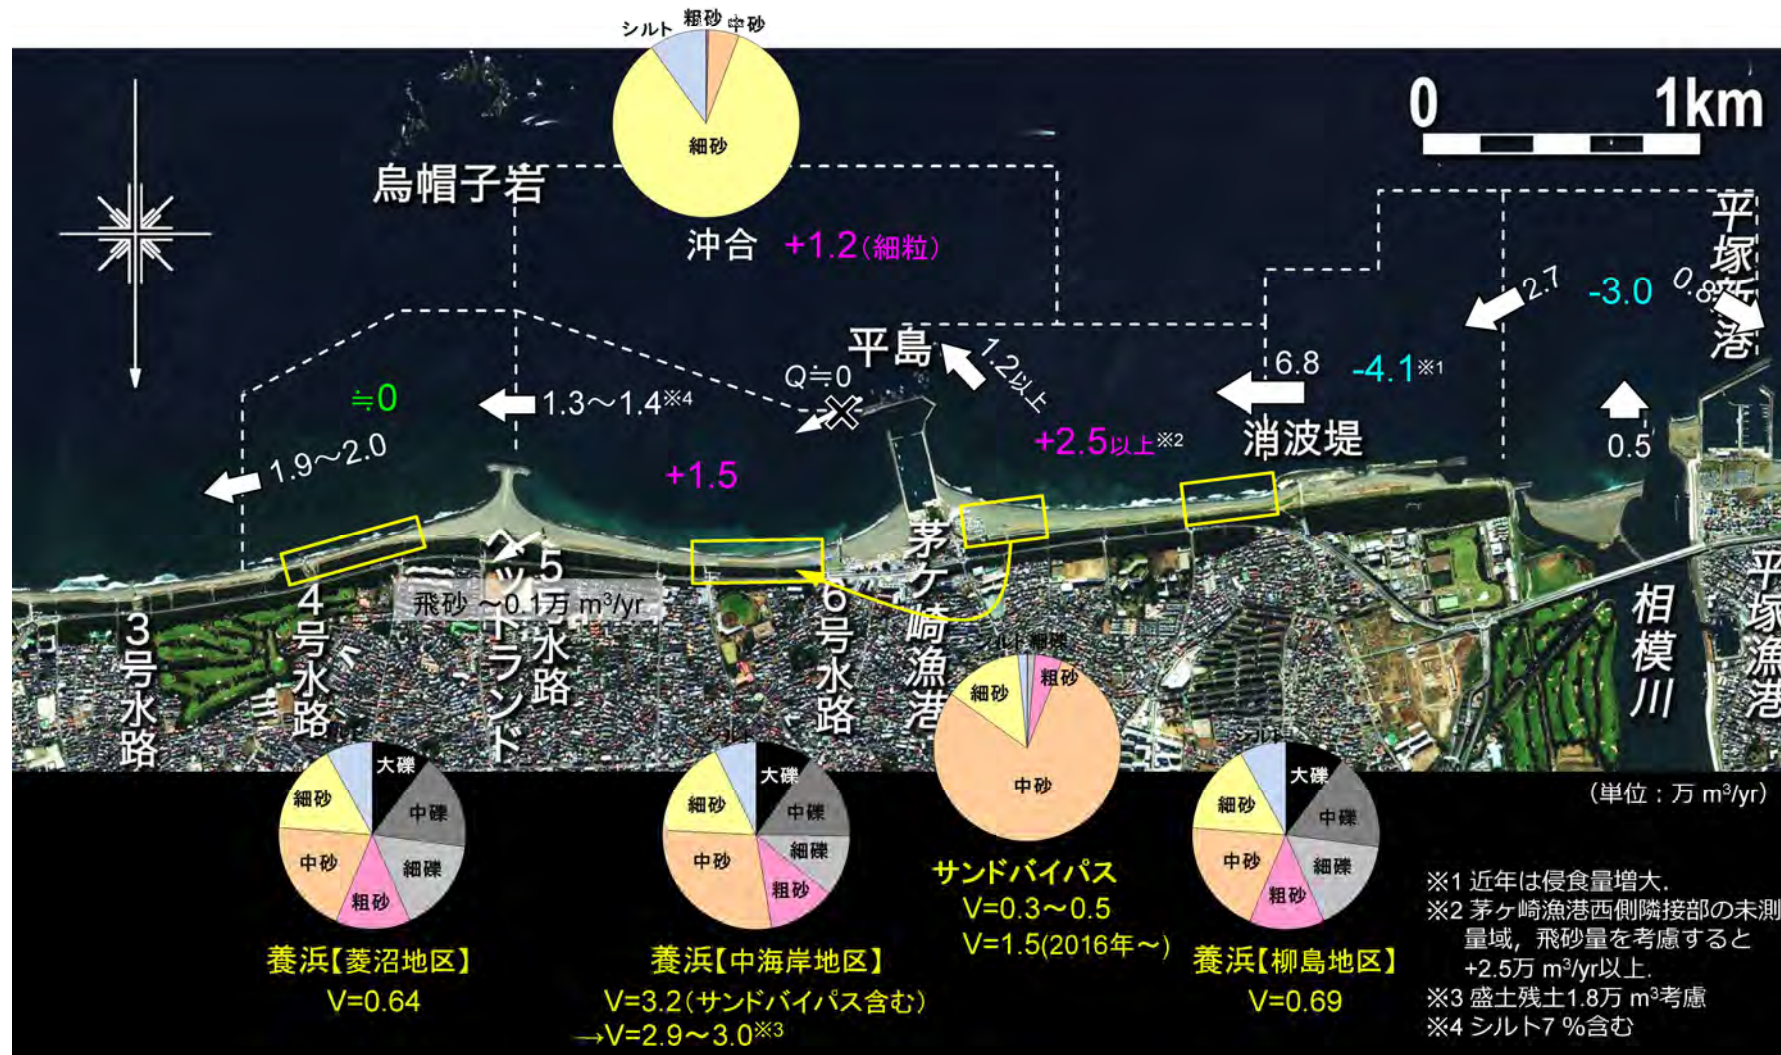 シルト 粗砂 中砂
細砂
0 1km
烏帽子岩
沖合 +1.2(細粒)
平塚新港
2.7
-3.0
0.8
平島
1.2以上
Q≒0
6.8
-4.1※1
≒0
1.3～1.4※4
1.9～2.0
+1.5
+2.5以上※2
消波堤
0.5
飛砂 ～0.1万 m³/yr
3号水路
4号水路
ヘッドランド
5号水路
6号水路
茅ヶ崎漁港
相模川
平塚漁港
シルト 細礫
細砂
粗砂
中砂
サンドバイパス
V=0.3～0.5
V=1.5(2016年～)
大礫
中礫
細礫
粗砂
中砂
細砂
養浜【菱沼地区】
V=0.64
シルト
大礫
中礫
細礫
粗砂
中砂
細砂
養浜【中海岸地区】
V=3.2(サンドバイパス含む)
→V=2.9～3.0※3
シルト
大礫
中礫
細礫
粗砂
中砂
細砂
養浜【柳島地区】
V=0.69
(単位：万 m³/yr)
※1 近年は侵食量増大.
※2 茅ヶ崎漁港西側隣接部の未測
量域，飛砂量を考慮すると
+2.5万 m³/yr以上.
※3 盛土残土1.8万 m³考慮
※4 シルト7 %含む